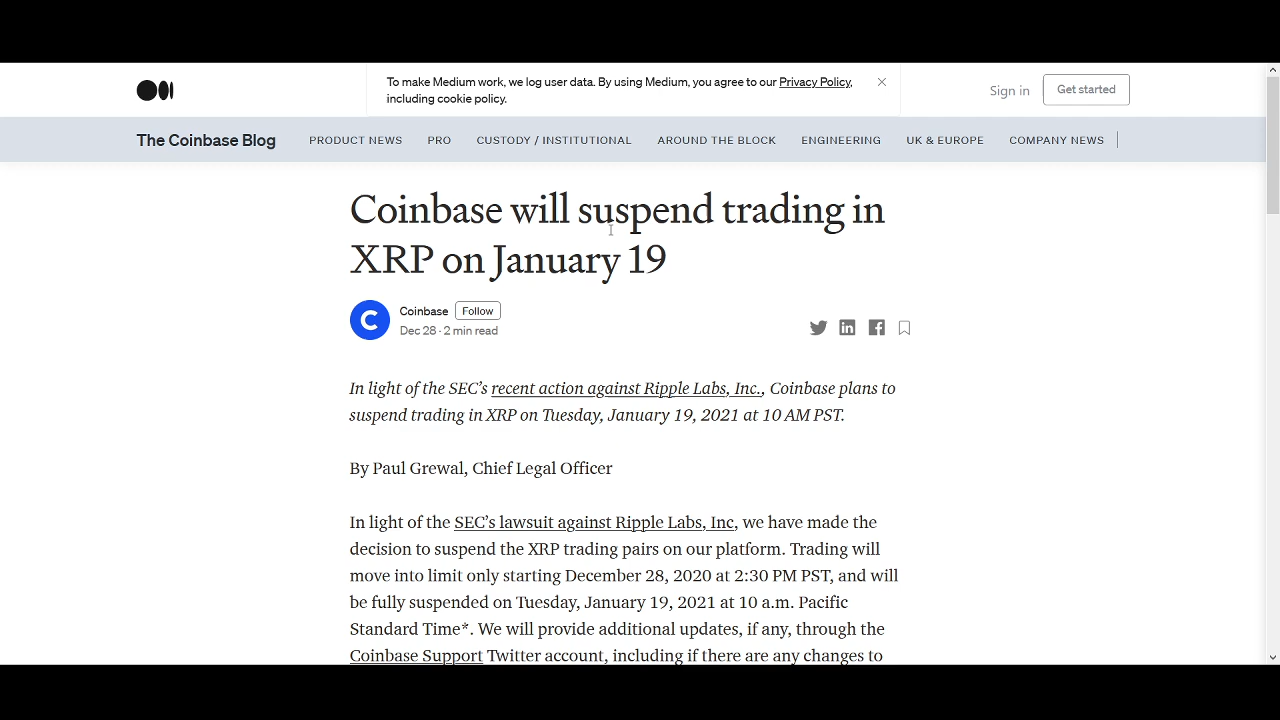 To make Medium work, we log user data. By using Medium, you agree to our Privacy Policy,
including cookie policy.
Sign in
Get started
The Coinbase Blog
PRODUCT NEWS
PRO
CUSTODY / INSTITUTIONAL
AROUND THE BLOCK
ENGINEERING
UK & EUROPE
COMPANY NEWS
Coinbase will suspend trading in
XRP on January 19
Coinbase
Follow
Dec 28 · 2 min read
In light of the SEC’s recent action against Ripple Labs, Inc., Coinbase plans to
suspend trading in XRP on Tuesday, January 19, 2021 at 10 AM PST.
By Paul Grewal, Chief Legal Officer
In light of the SEC’s lawsuit against Ripple Labs, Inc, we have made the
decision to suspend the XRP trading pairs on our platform. Trading will
move into limit only starting December 28, 2020 at 2:30 PM PST, and will
be fully suspended on Tuesday, January 19, 2021 at 10 a.m. Pacific
Standard Time*. We will provide additional updates, if any, through the
Coinbase Support Twitter account, including if there are any changes to